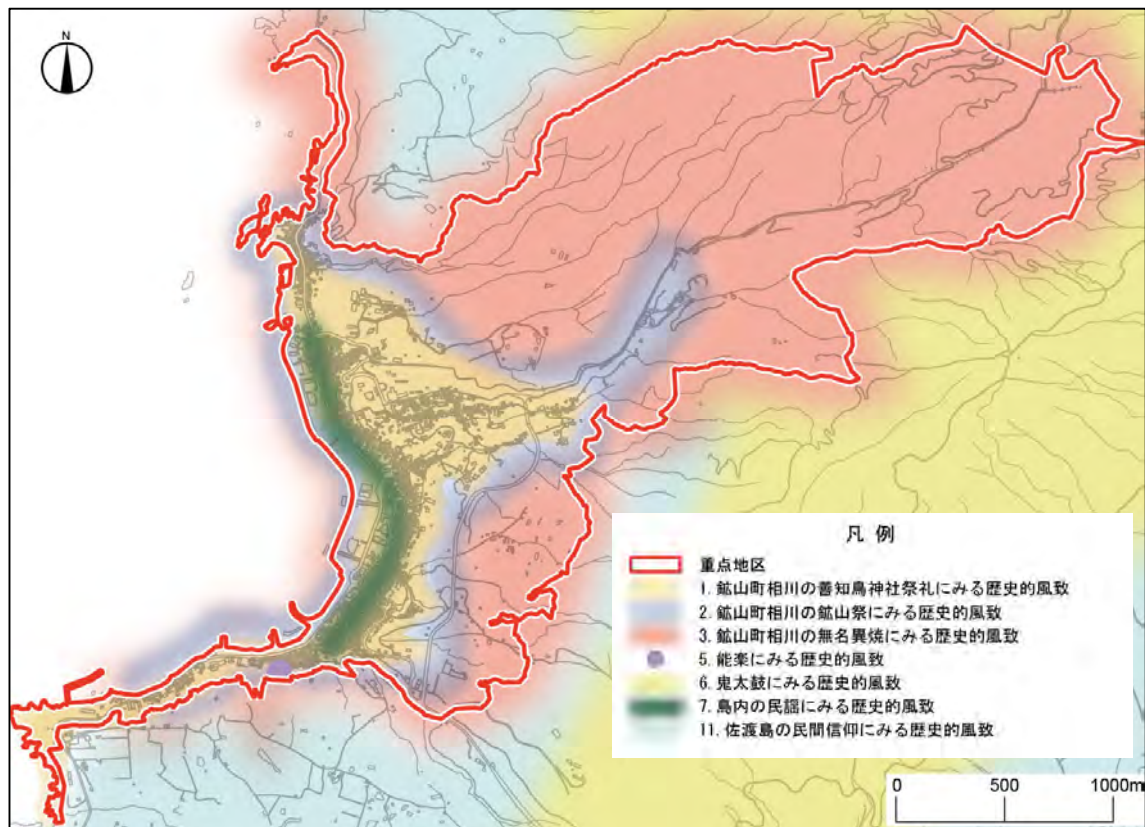 N
凡 例
重点地区
1. 鉱山町相川の善知鳥神社祭礼にみる歴史的風致
2. 鉱山町相川の鉱山祭にみる歴史的風致
3. 鉱山町相川の無名異焼にみる歴史的風致
5. 能楽にみる歴史的風致
6. 鬼太鼓にみる歴史的風致
7. 島内の民謡にみる歴史的風致
11. 佐渡島の民間信仰にみる歴史的風致
0 500 1000m